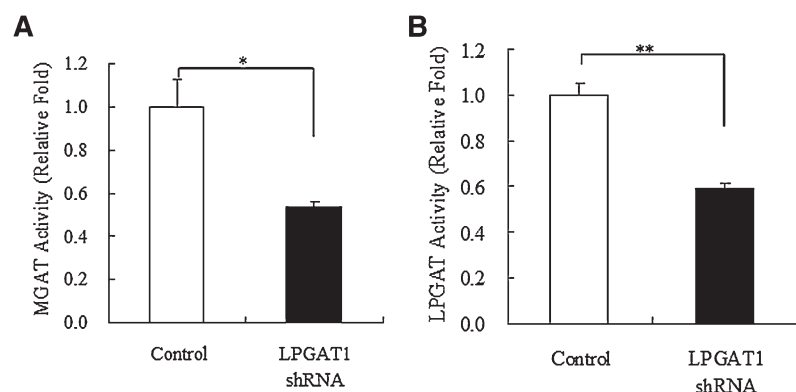 A
MGAT Activity (Relative Fold)
1.2
1.0
0.8
0.6
0.4
0.2
0.0
*
Control
LPGAT1
shRNA
B
LPGAT Activity (Relative Fold)
1.2
1.0
0.8
0.6
0.4
0.2
0.0
**
Control
LPGAT1
shRNA